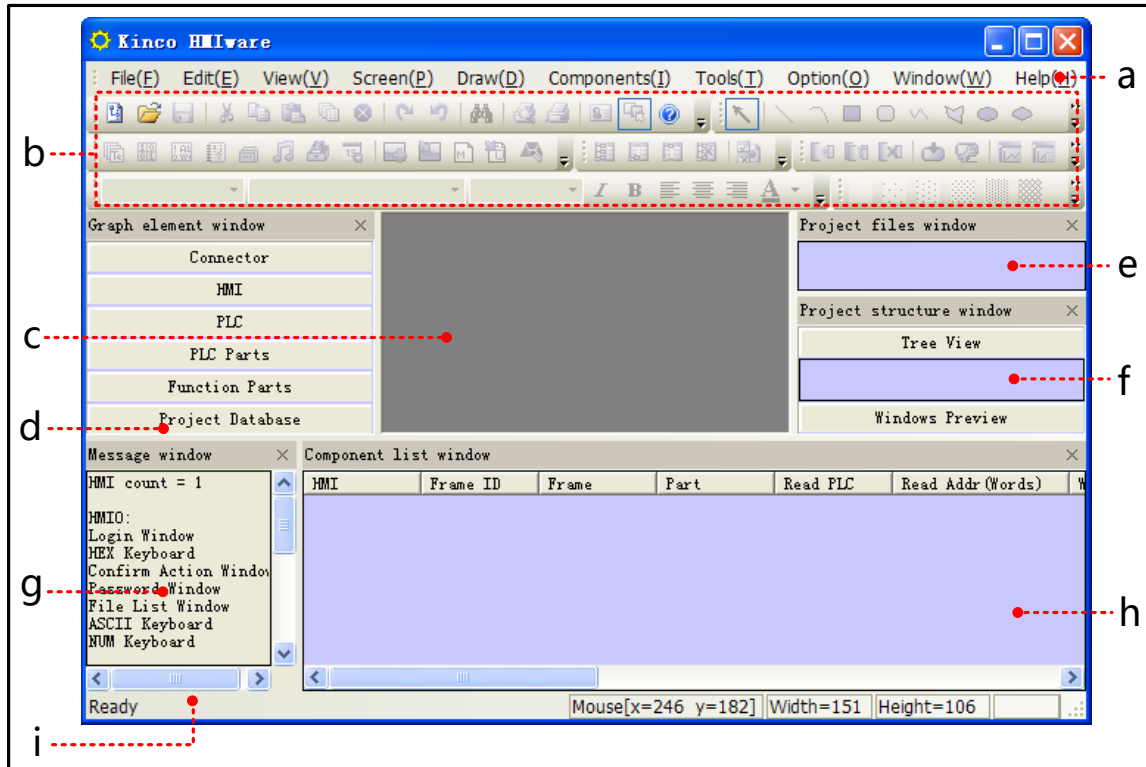 Kinco HMIware
File(F) Edit(E) View(V) Screen(P) Draw(D) Components(I) Tools(T) Option(O) Window(W) Help(H)
a
b
I B A
Graph element window
Connector
HMI
PLC
PLC Parts
Function Parts
Project Database
c
d
Project files window
e
Project structure window
Tree View
f
Windows Preview
Message window
HMI count = 1
HMI0:
Login Window
HEX Keyboard
Confirm Action Window
Password Window
File List Window
ASCII Keyboard
NUM Keyboard
g
Component list window
HMI Frame ID Frame Part Read PLC Read Addr(Words)
h
Ready Mouse[x=246 y=182] Width=151 Height=106
i